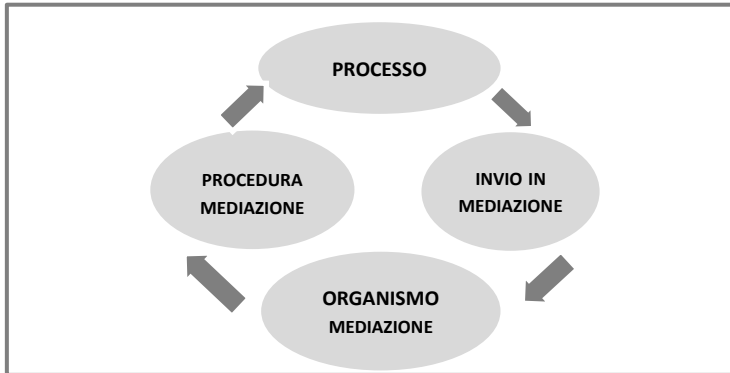 PROCESSO
INVIO IN
MEDIAZIONE
ORGANISMO
MEDIAZIONE
PROCEDURA
MEDIAZIONE